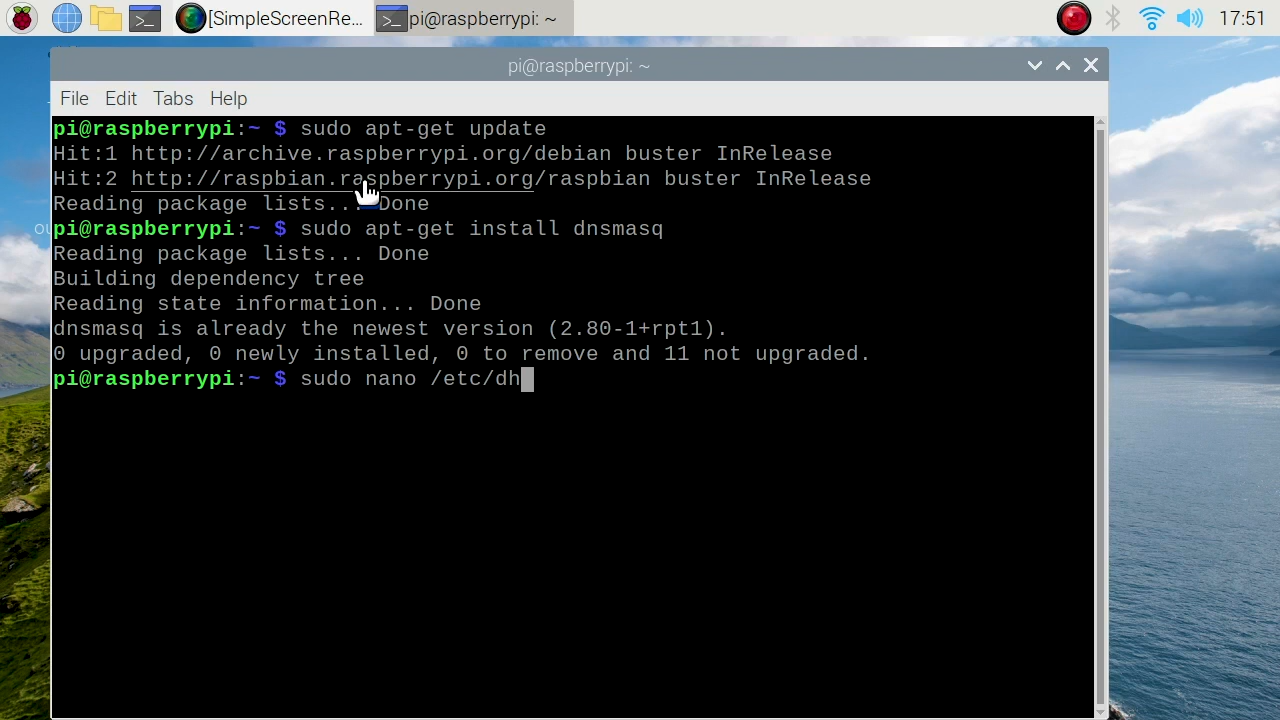 [SimpleScreenRe... pi@raspberrypi: ~ 17:51
pi@raspberrypi: ~
File Edit Tabs Help
pi@raspberrypi:~ $ sudo apt-get update
Hit:1 http://archive.raspberrypi.org/debian buster InRelease
Hit:2 http://raspbian.raspberrypi.org/raspbian buster InRelease
Reading package lists... Done
pi@raspberrypi:~ $ sudo apt-get install dnsmasq
Reading package lists... Done
Building dependency tree
Reading state information... Done
dnsmasq is already the newest version (2.80-1+rpt1).
0 upgraded, 0 newly installed, 0 to remove and 11 not upgraded.
pi@raspberrypi:~ $ sudo nano /etc/dh